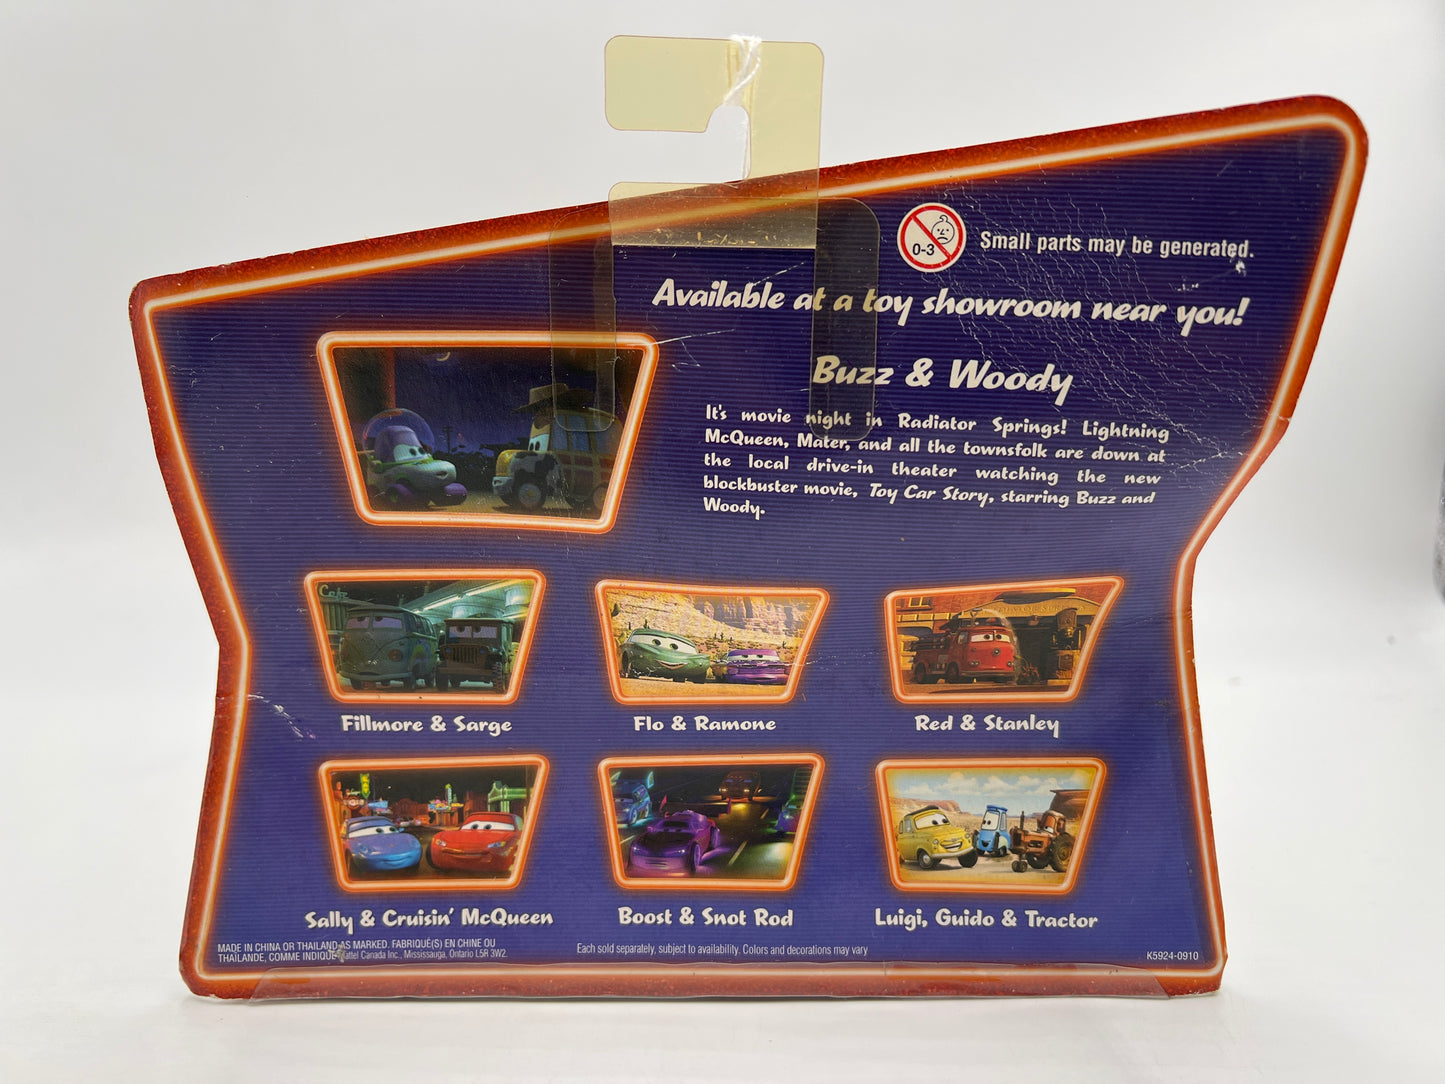 0-3
Small parts may be generated.
Available at a toy showroom near you!
Buzz & Woody
It's movie night in Radiator Springs! Lightning
McQueen, Mater, and all the townsfolk are down at
the local drive-in theater watching the new
blockbuster movie, Toy Car Story, starring Buzz and
Woody.
Fillmore & Sarge
Flo & Ramone
Red & Stanley
Sally & Cruisin' McQueen
Boost & Snot Rod
Luigi, Guido & Tractor
MADE IN CHINA OR THAILAND AS MARKED. FABRIQUÉ(S) EN CHINE OU
THAÏLANDE, COMME INDIQUÉ. Mattel Canada Inc., Mississauga, Ontario L5R 3W2.
Each sold separately, subject to availability. Colors and decorations may vary
K5924-0910